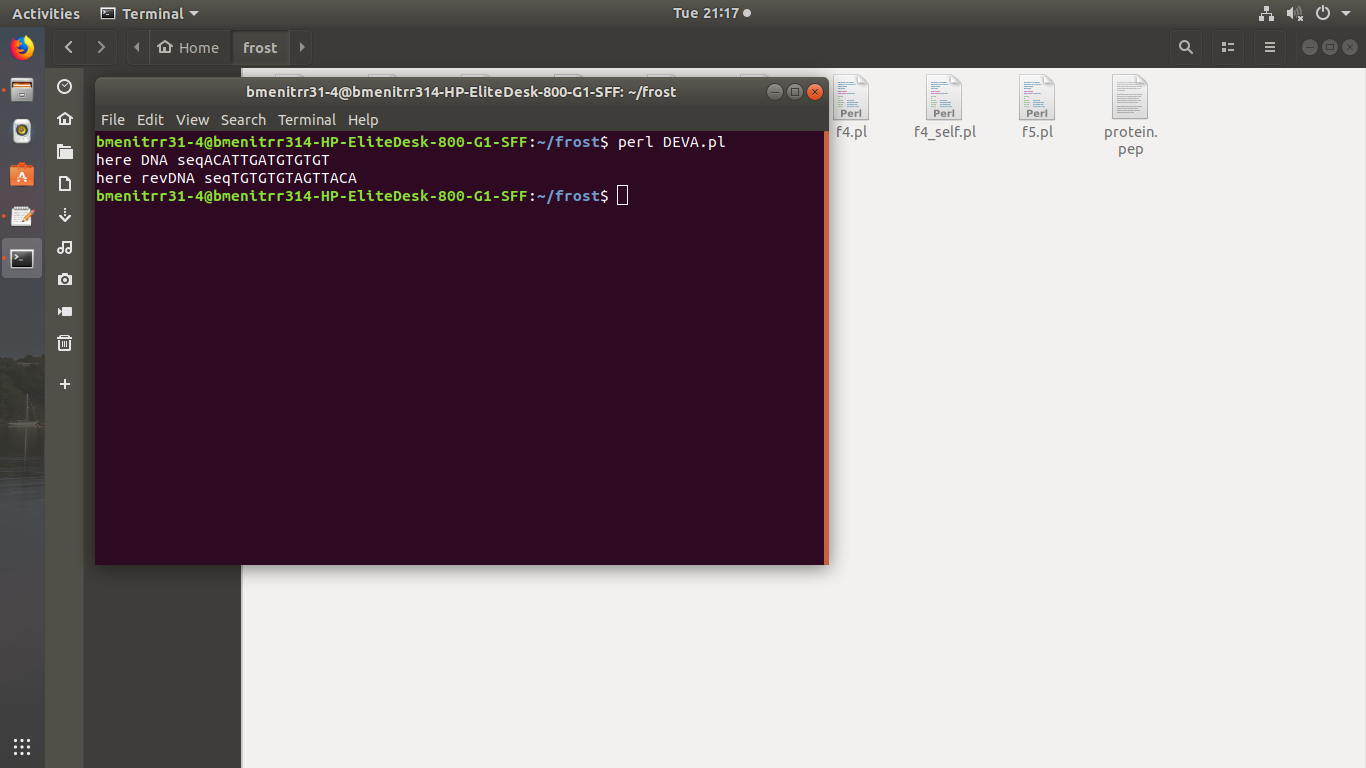 Activities Terminal Tue 21:17
Home frost
bmenitrr31-4@bmenitrr314-HP-EliteDesk-800-G1-SFF: ~/frost
File Edit View Search Terminal Help
bmenitrr31-4@bmenitrr314-HP-EliteDesk-800-G1-SFF:~/frost$ perl DEVA.pl
here DNA seqACATTGATGTGTGT
here revDNA seqTGTGTGTAGTTACA
bmenitrr31-4@bmenitrr314-HP-EliteDesk-800-G1-SFF:~/frost$
Perl Perl Perl
f4.pl f4_self.pl f5.pl protein.
pep